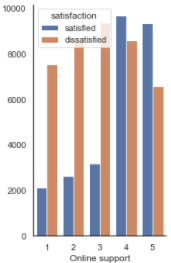 10000
satisfaction
satisfied
dissatisfied
8000
6000
4000
2000
0
1 2 3 4 5
Online support